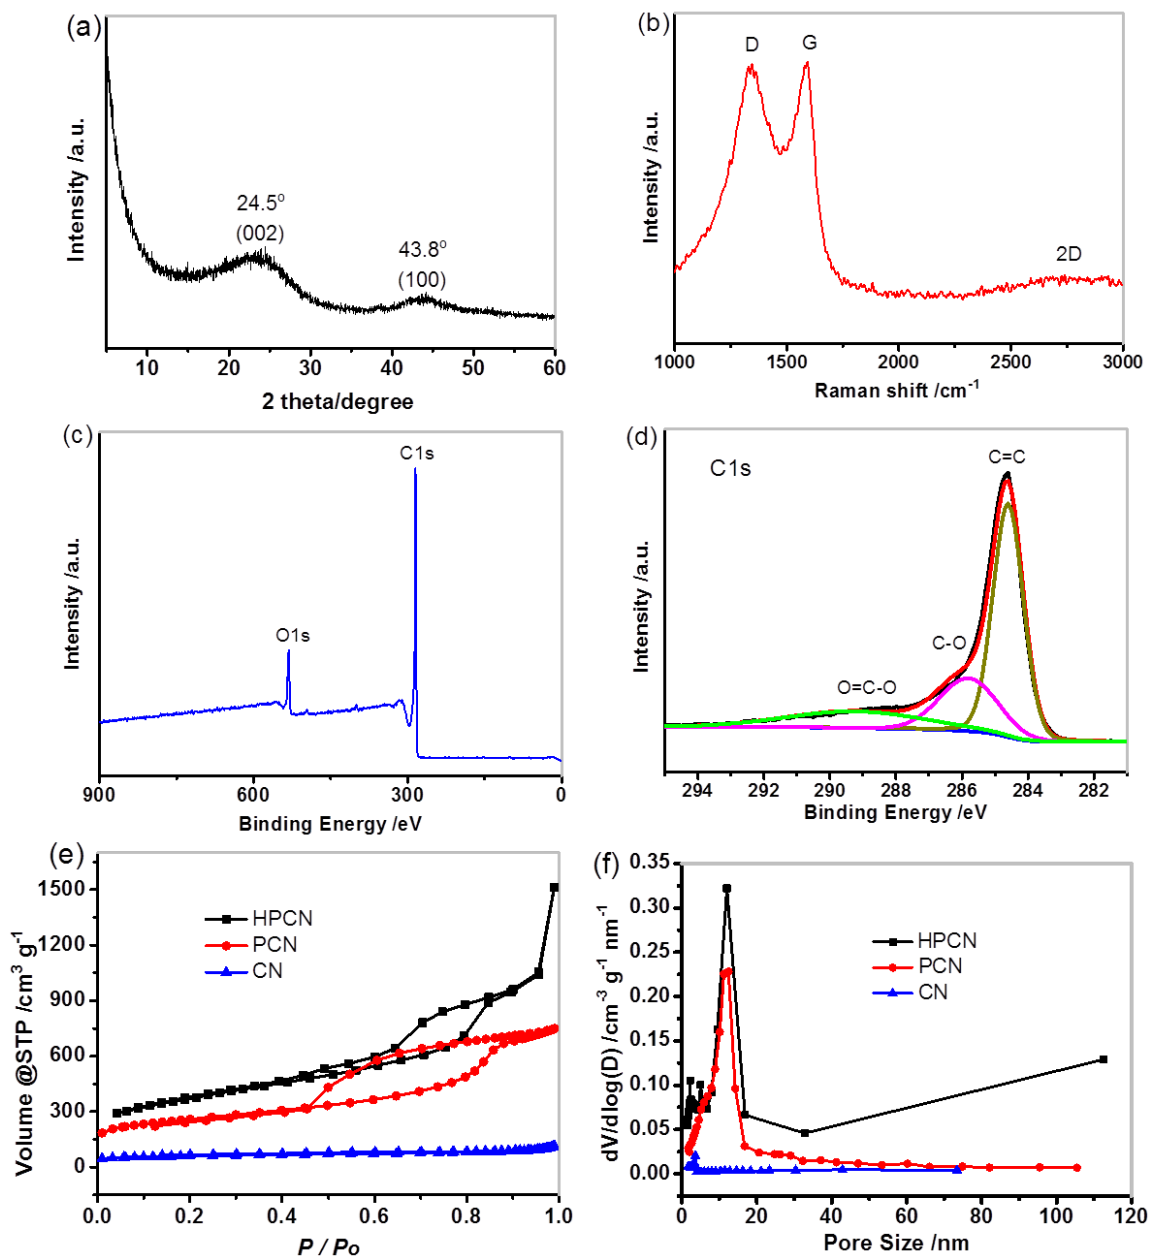 (a)
Intensity /a.u.
24.5°
(002)
43.8°
(100)
10 20 30 40 50 60
2 theta/degree
(b)
Intensity /a.u.
D
G
2D
1000 1500 2000 2500 3000
Raman shift /cm⁻¹
(c)
Intensity /a.u.
C1s
O1s
900 600 300 0
Binding Energy /eV
(d)
Intensity /a.u.
C1s
C=C
C-O
O=C-O
294 292 290 288 286 284 282
Binding Energy /eV
(e)
Volume @STP /cm³ g⁻¹
1500
1200
900
600
300
0
HPCN
PCN
CN
0.0 0.2 0.4 0.6 0.8 1.0
P / Po
(f)
dV/dlog(D) /cm⁻³ g⁻¹ nm⁻¹
0.35
0.30
0.25
0.20
0.15
0.10
0.05
0.00
HPCN
PCN
CN
0 20 40 60 80 100 120
Pore Size /nm